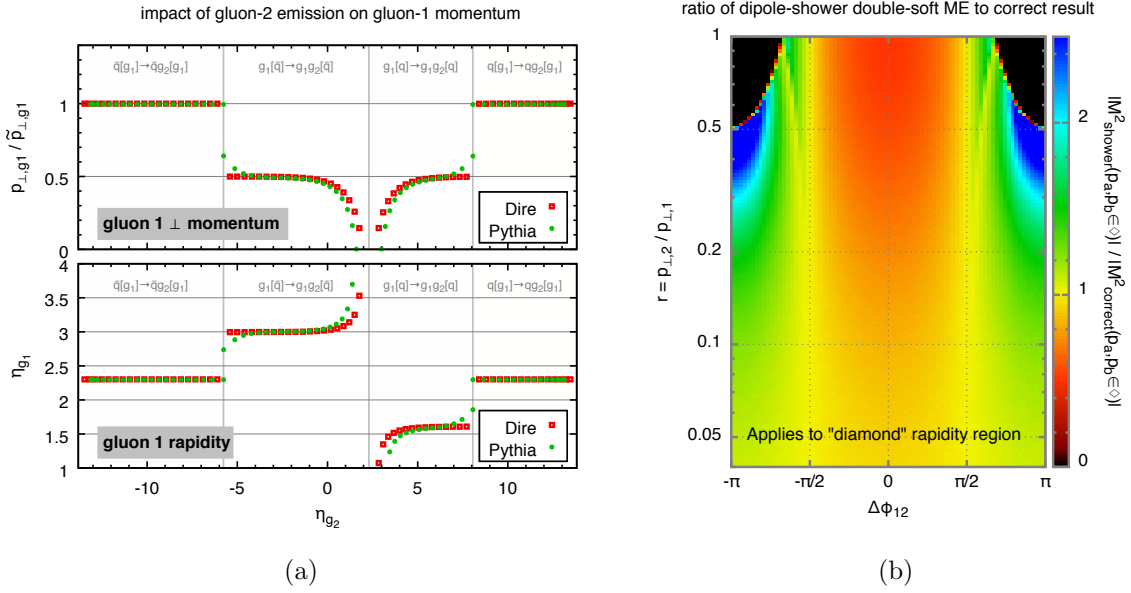 impact of gluon-2 emission on gluon-1 momentum
q̄[g₁]→q̄g₂[g₁] g₁[q̄]→g₁g₂[q̄] g₁[q]→g₁g₂[q] q[g₁]→qg₂[g₁]
p⊥,g1 / p̃⊥,g1
1
0.5
0
gluon 1 ⊥ momentum
Dire
Pythia
q̄[g₁]→q̄g₂[g₁] g₁[q̄]→g₁g₂[q̄] g₁[q]→g₁g₂[q] q[g₁]→qg₂[g₁]
ηg1
4
3.5
3
2.5
2
1.5
1
gluon 1 rapidity
Dire
Pythia
-10 -5 0 5 10
ηg2
(a)
ratio of dipole-shower double-soft ME to correct result
r = p⊥,2 / p⊥,1
1
0.5
0.2
0.1
0.05
Applies to "diamond" rapidity region
-π -π/2 0 π/2 π
Δϕ12
2
1
0
|M²shower(pa,pb∈◇)| / |M²correct(pa,pb∈◇)|
(b)